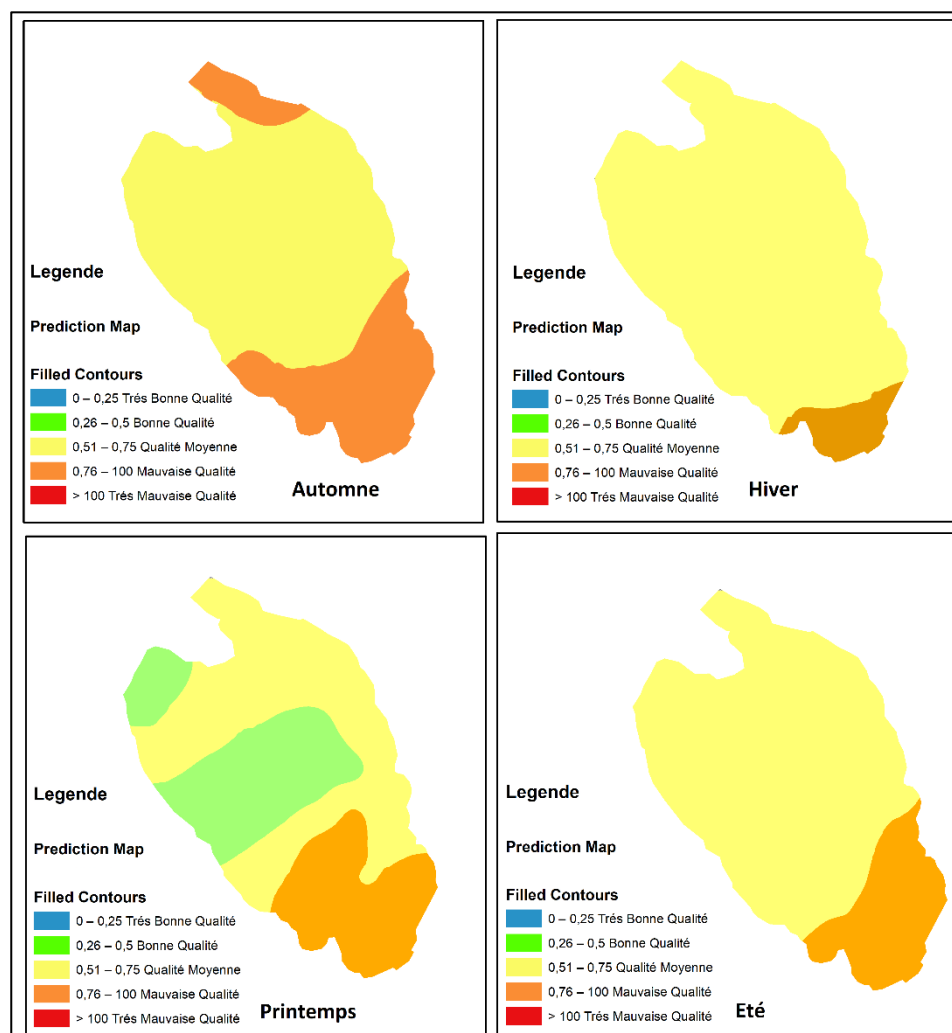 Legende
Prediction Map
Filled Contours
0 – 0,25 Trés Bonne Qualité
0,26 – 0,5 Bonne Qualité
0,51 – 0,75 Qualité Moyenne
0,76 – 100 Mauvaise Qualité
> 100 Trés Mauvaise Qualité
Automne
Legende
Prediction Map
Filled Contours
0 – 0,25 Trés Bonne Qualité
0,26 – 0,5 Bonne Qualité
0,51 – 0,75 Qualité Moyenne
0,76 – 100 Mauvaise Qualité
> 100 Trés Mauvaise Qualité
Hiver
Legende
Prediction Map
Filled Contours
0 – 0,25 Trés Bonne Qualité
0,26 – 0,5 Bonne Qualité
0,51 – 0,75 Qualité Moyenne
0,76 – 100 Mauvaise Qualité
> 100 Trés Mauvaise Qualité
Printemps
Legende
Prediction Map
Filled Contours
0 – 0,25 Trés Bonne Qualité
0,26 – 0,5 Bonne Qualité
0,51 – 0,75 Qualité Moyenne
0,76 – 100 Mauvaise Qualité
> 100 Trés Mauvaise Qualité
Eté